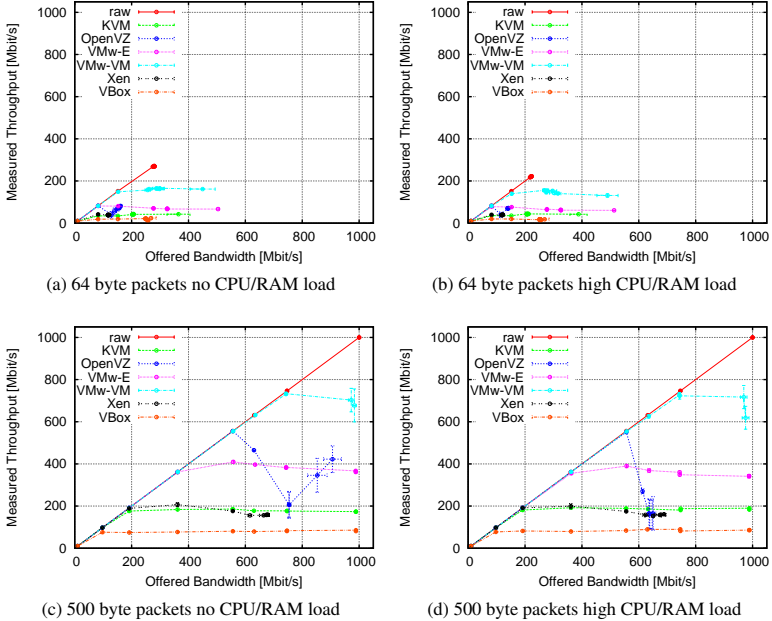 raw
KVM
OpenVZ
VMw-E
VMw-VM
Xen
VBox
Measured Throughput [Mbit/s]
1000
800
600
400
200
0
0 200 400 600 800 1000
Offered Bandwidth [Mbit/s]
(a) 64 byte packets no CPU/RAM load
raw
KVM
OpenVZ
VMw-E
VMw-VM
Xen
VBox
Measured Throughput [Mbit/s]
1000
800
600
400
200
0
0 200 400 600 800 1000
Offered Bandwidth [Mbit/s]
(b) 64 byte packets high CPU/RAM load
raw
KVM
OpenVZ
VMw-E
VMw-VM
Xen
VBox
Measured Throughput [Mbit/s]
1000
800
600
400
200
0
0 200 400 600 800 1000
Offered Bandwidth [Mbit/s]
(c) 500 byte packets no CPU/RAM load
raw
KVM
OpenVZ
VMw-E
VMw-VM
Xen
VBox
Measured Throughput [Mbit/s]
1000
800
600
400
200
0
0 200 400 600 800 1000
Offered Bandwidth [Mbit/s]
(d) 500 byte packets high CPU/RAM load